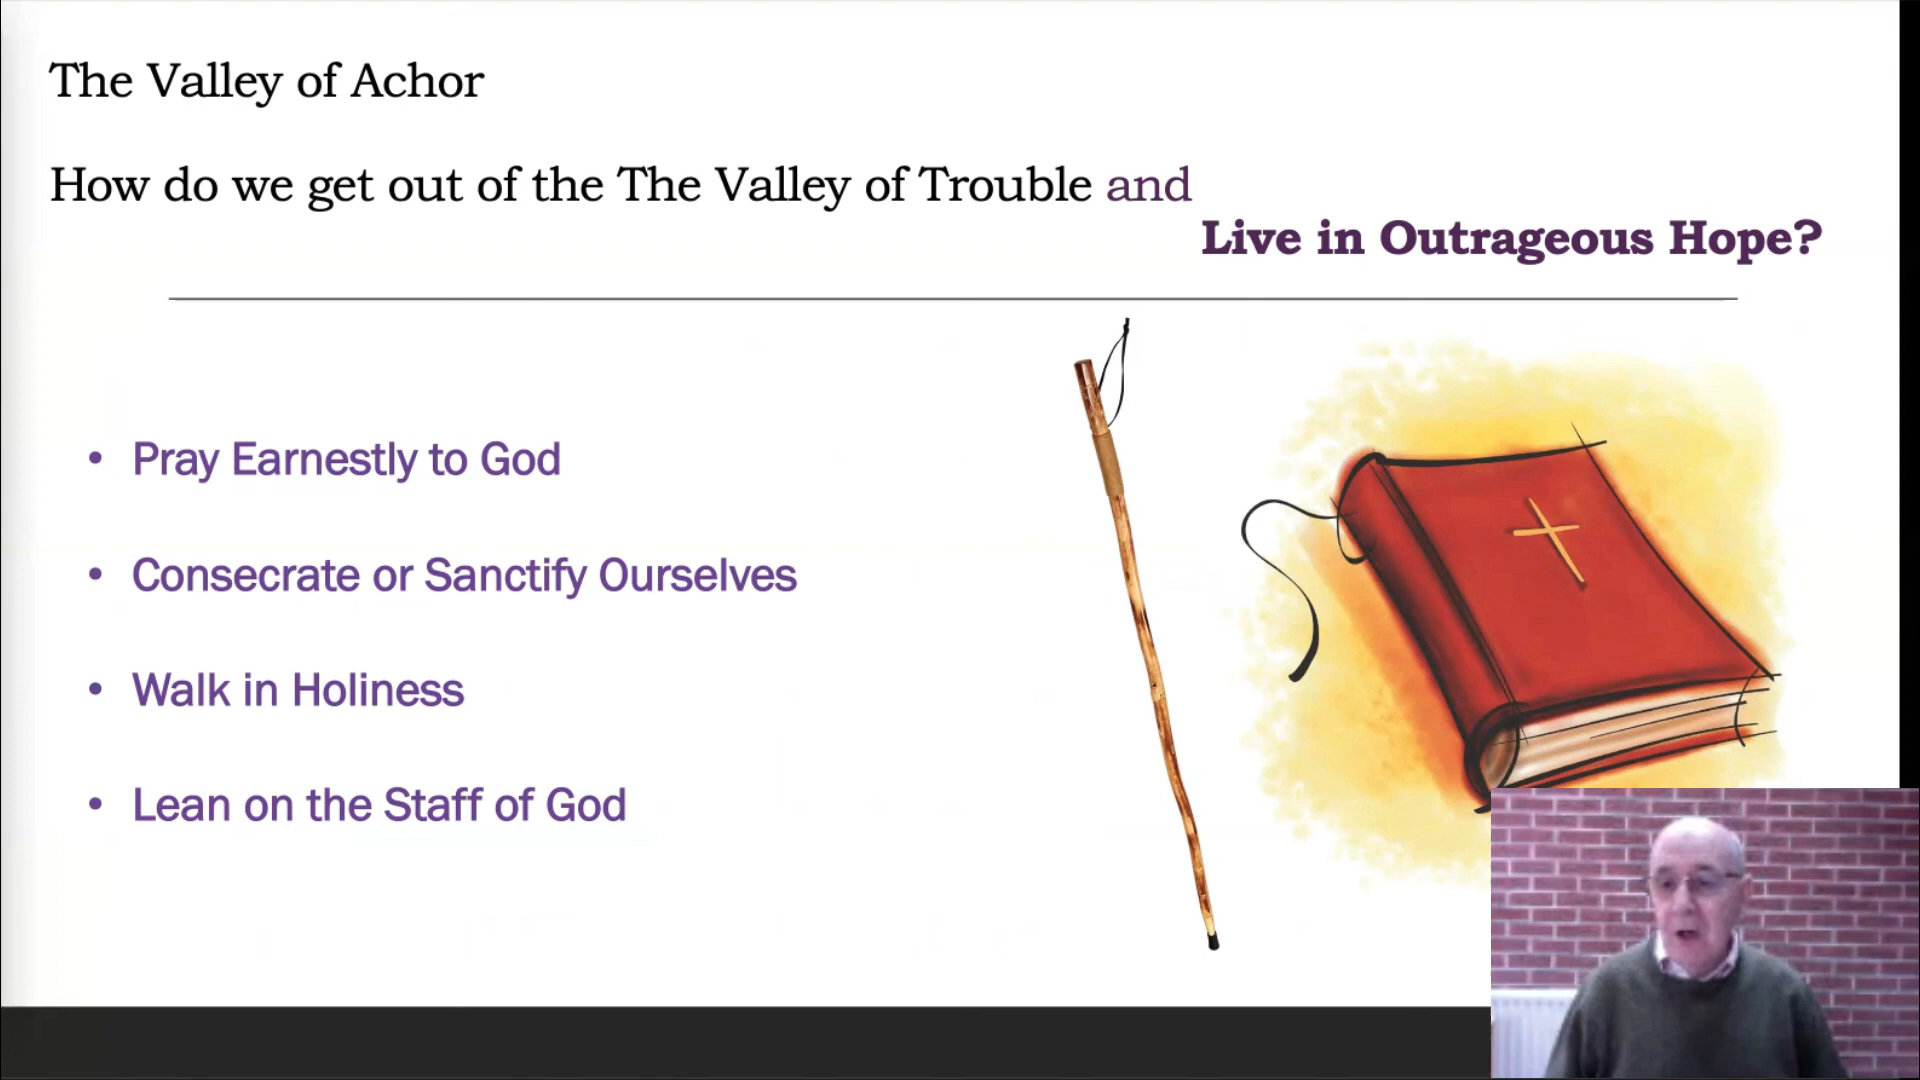 The Valley of Achor
How do we get out of the The Valley of Trouble and
Live in Outrageous Hope?
• Pray Earnestly to God
• Consecrate or Sanctify Ourselves
• Walk in Holiness
• Lean on the Staff of God